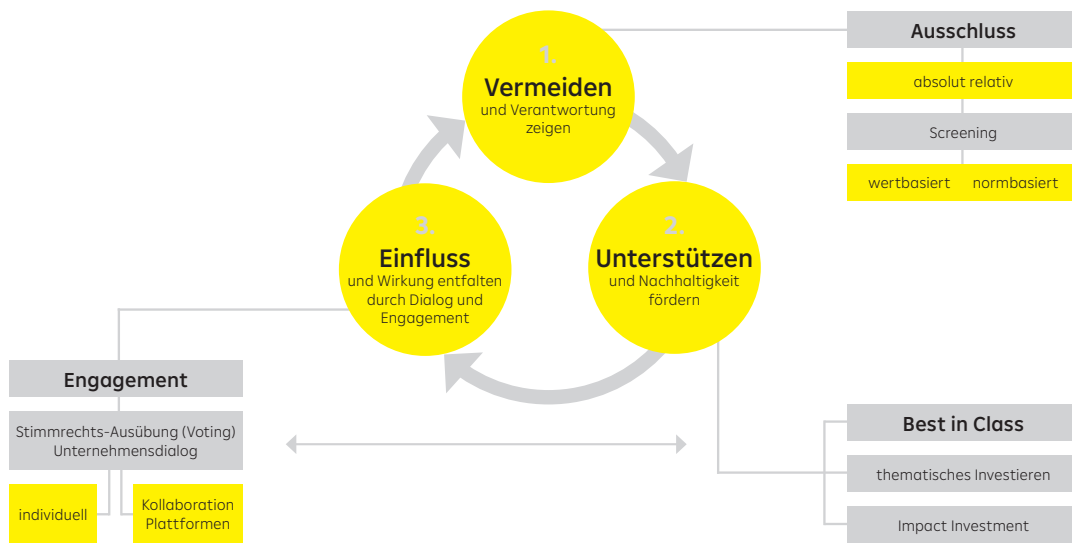 1.
Vermeiden
und Verantwortung
zeigen
2.
Unterstützen
und Nachhaltigkeit
fördern
3.
Einfluss
und Wirkung entfalten
durch Dialog und
Engagement
Ausschluss
absolut relativ
Screening
wertbasiert normbasiert
Engagement
Stimmrechts-Ausübung (Voting)
Unternehmensdialog
individuell
Kollaboration
Plattformen
Best in Class
thematisches Investieren
Impact Investment